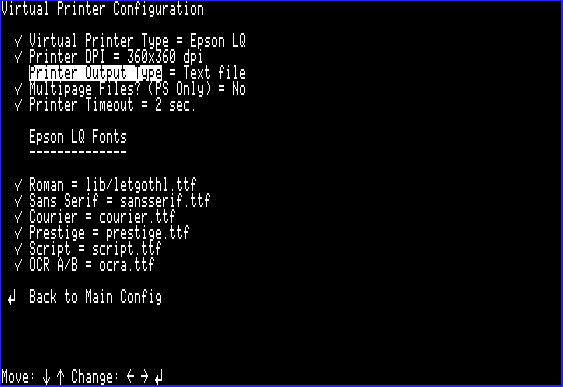 Virtual Printer Configuration
✓ Virtual Printer Type = Epson LQ
✓ Printer DPI = 360x360 dpi
Printer Output Type = Text file
✓ Multipage Files? (PS Only) = No
✓ Printer Timeout = 2 sec.
Epson LQ Fonts
--------------
✓ Roman = lib/letgothl.ttf
✓ Sans Serif = sansserif.ttf
✓ Courier = courier.ttf
✓ Prestige = prestige.ttf
✓ Script = script.ttf
✓ OCR A/B = ocra.ttf
↲ Back to Main Config
Move: ↓ ↑ Change: ← → ↲